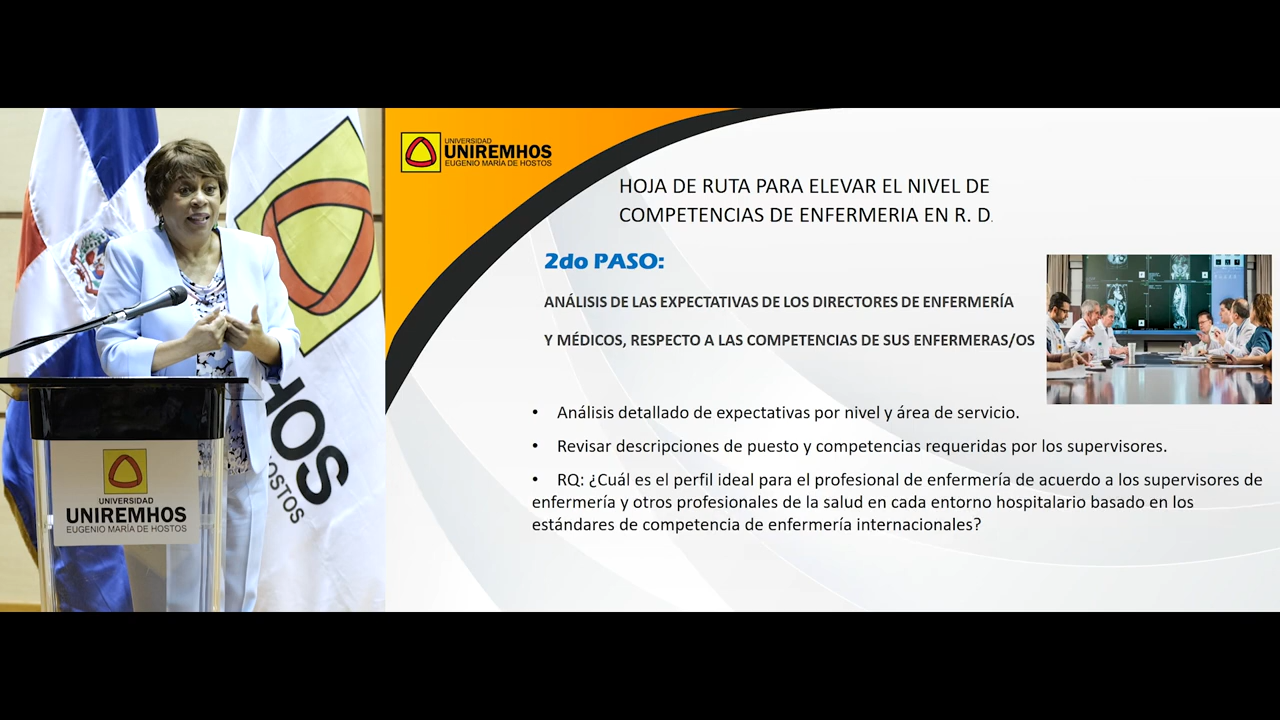 UNIVERSIDAD
UNIREMHOS
EUGENIO MARÍA DE HOSTOS
HOJA DE RUTA PARA ELEVAR EL NIVEL DE
COMPETENCIAS DE ENFERMERIA EN R. D.
2do PASO:
ANÁLISIS DE LAS EXPECTATIVAS DE LOS DIRECTORES DE ENFERMERÍA
Y MÉDICOS, RESPECTO A LAS COMPETENCIAS DE SUS ENFERMERAS/OS
• Análisis detallado de expectativas por nivel y área de servicio.
• Revisar descripciones de puesto y competencias requeridas por los supervisores.
• RQ: ¿Cuál es el perfil ideal para el profesional de enfermería de acuerdo a los supervisores de
enfermería y otros profesionales de la salud en cada entorno hospitalario basado en los
estándares de competencia de enfermería internacionales?
HOS
HOSTOS
UNIVERSIDAD
UNIREMHOS
EUGENIO MARÍA DE HOSTOS